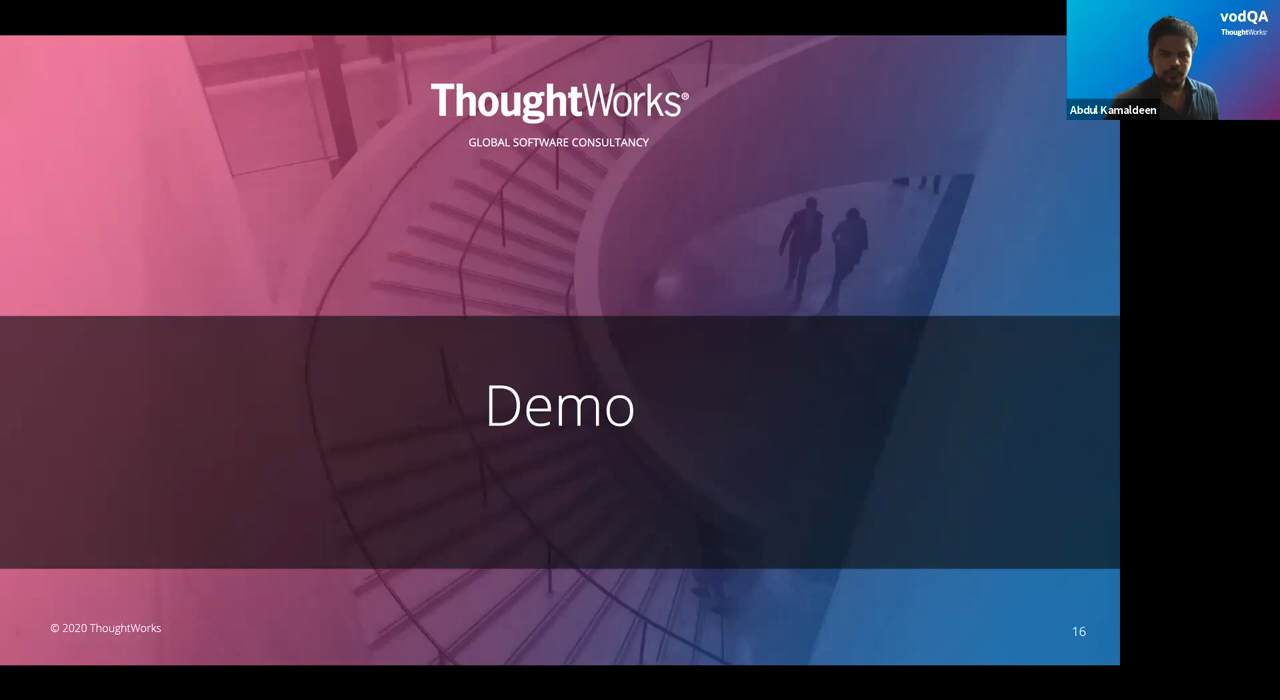 ThoughtWorks®
GLOBAL SOFTWARE CONSULTANCY
Demo
© 2020 ThoughtWorks
16
vodQA
ThoughtWorks®
Abdul Kamaldeen